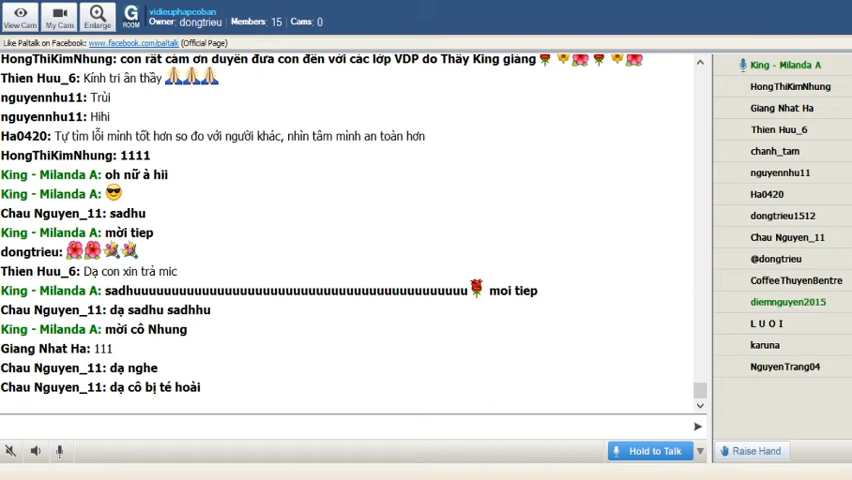 View Cam
My Cam
Enlarge
G
ROOM
vidieuphapcoban
Owner: dongtrieu Members: 15 Cams: 0
Like Paltalk on Facebook: www.facebook.com/paltalk (Official Page)
HongThiKimNhung: con rất cảm ơn duyên đưa con đến với các lớp VDP do Thầy King giảng
Thien Huu_6: Kính tri ân thầy
nguyennhu11: Trùi
nguyennhu11: Hihi
Ha0420: Tự tìm lỗi mình tốt hơn so đo với người khác, nhìn tâm mình an toàn hơn
HongThiKimNhung: 1111
King - Milanda A: oh nữ à hii
King - Milanda A:
Chau Nguyen_11: sadhu
King - Milanda A: mời tiep
dongtrieu:
Thien Huu_6: Dạ con xin trả mic
King - Milanda A: sadhuuuuuuuuuuuuuuuuuuuuuuuuuuuuuuuuuuuuuuuuuuuu moi tiep
Chau Nguyen_11: dạ sadhu sadhhu
King - Milanda A: mời cô Nhung
Giang Nhat Ha: 111
Chau Nguyen_11: dạ nghe
Chau Nguyen_11: dạ cô bị té hoài
King - Milanda A
HongThiKimNhung
Giang Nhat Ha
Thien Huu_6
chanh_tam
nguyennhu11
Ha0420
dongtrieu1512
Chau Nguyen_11
@dongtrieu
CoffeeThuyenBentre
diemnguyen2015
L U O I
karuna
NguyenTrang04
Hold to Talk
Raise Hand